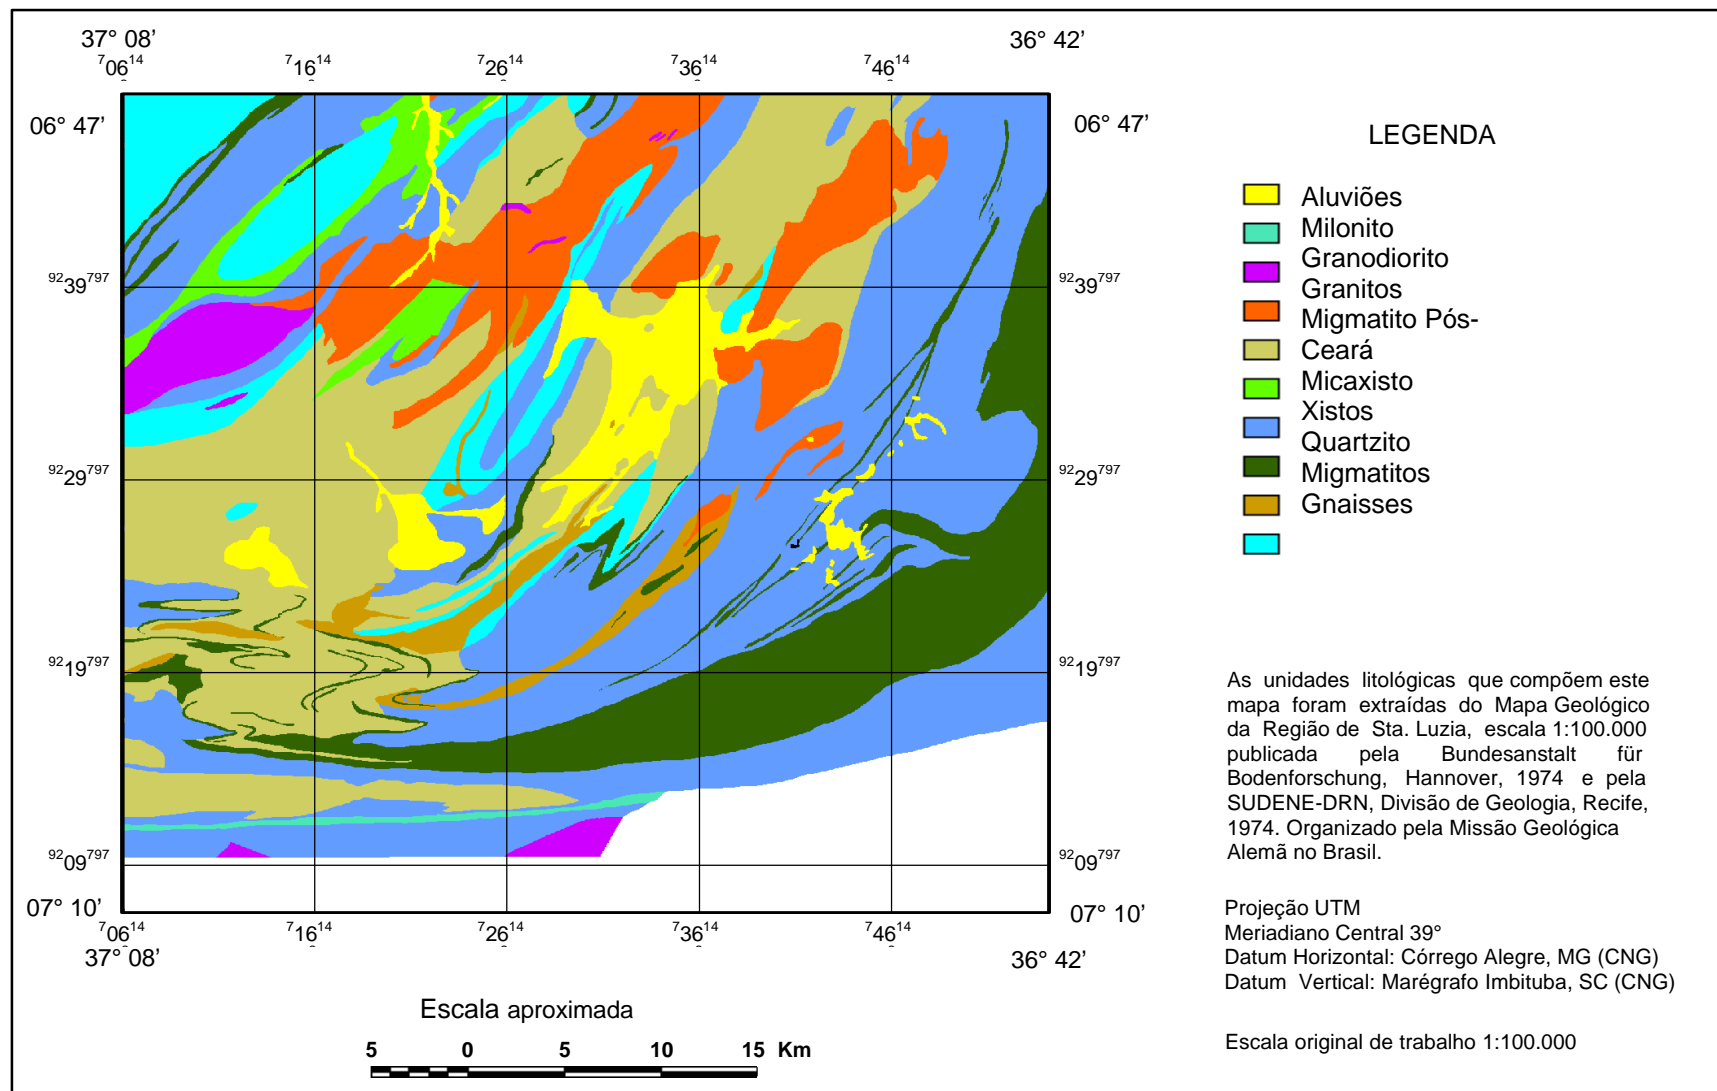 37° 08’ 36° 42’
706¹⁴ 716¹⁴ 726¹⁴ 736¹⁴ 746¹⁴
06° 47’ 06° 47’
LEGENDA
Aluviões
Milonito
Granodiorito
Granitos
Migmatito Pós-
Ceará
Micaxisto
Xistos
Quartzito
Migmatitos
Gnaisses
9239⁷⁹⁷ 9239⁷⁹⁷
9229⁷⁹⁷ 9229⁷⁹⁷
9219⁷⁹⁷ 9219⁷⁹⁷
9209⁷⁹⁷ 9209⁷⁹⁷
07° 10’ 07° 10’
706¹⁴ 716¹⁴ 726¹⁴ 736¹⁴ 746¹⁴
37° 08’ 36° 42’
As unidades litológicas que compõem este
mapa foram extraídas do Mapa Geológico
da Região de Sta. Luzia, escala 1:100.000
publicada pela Bundesanstalt für
Bodenforschung, Hannover, 1974 e pela
SUDENE-DRN, Divisão de Geologia, Recife,
1974. Organizado pela Missão Geológica
Alemã no Brasil.
Projeção UTM
Meriadiano Central 39°
Datum Horizontal: Córrego Alegre, MG (CNG)
Datum Vertical: Marégrafo Imbituba, SC (CNG)
Escala original de trabalho 1:100.000
Escala aproximada
5 0 5 10 15 Km